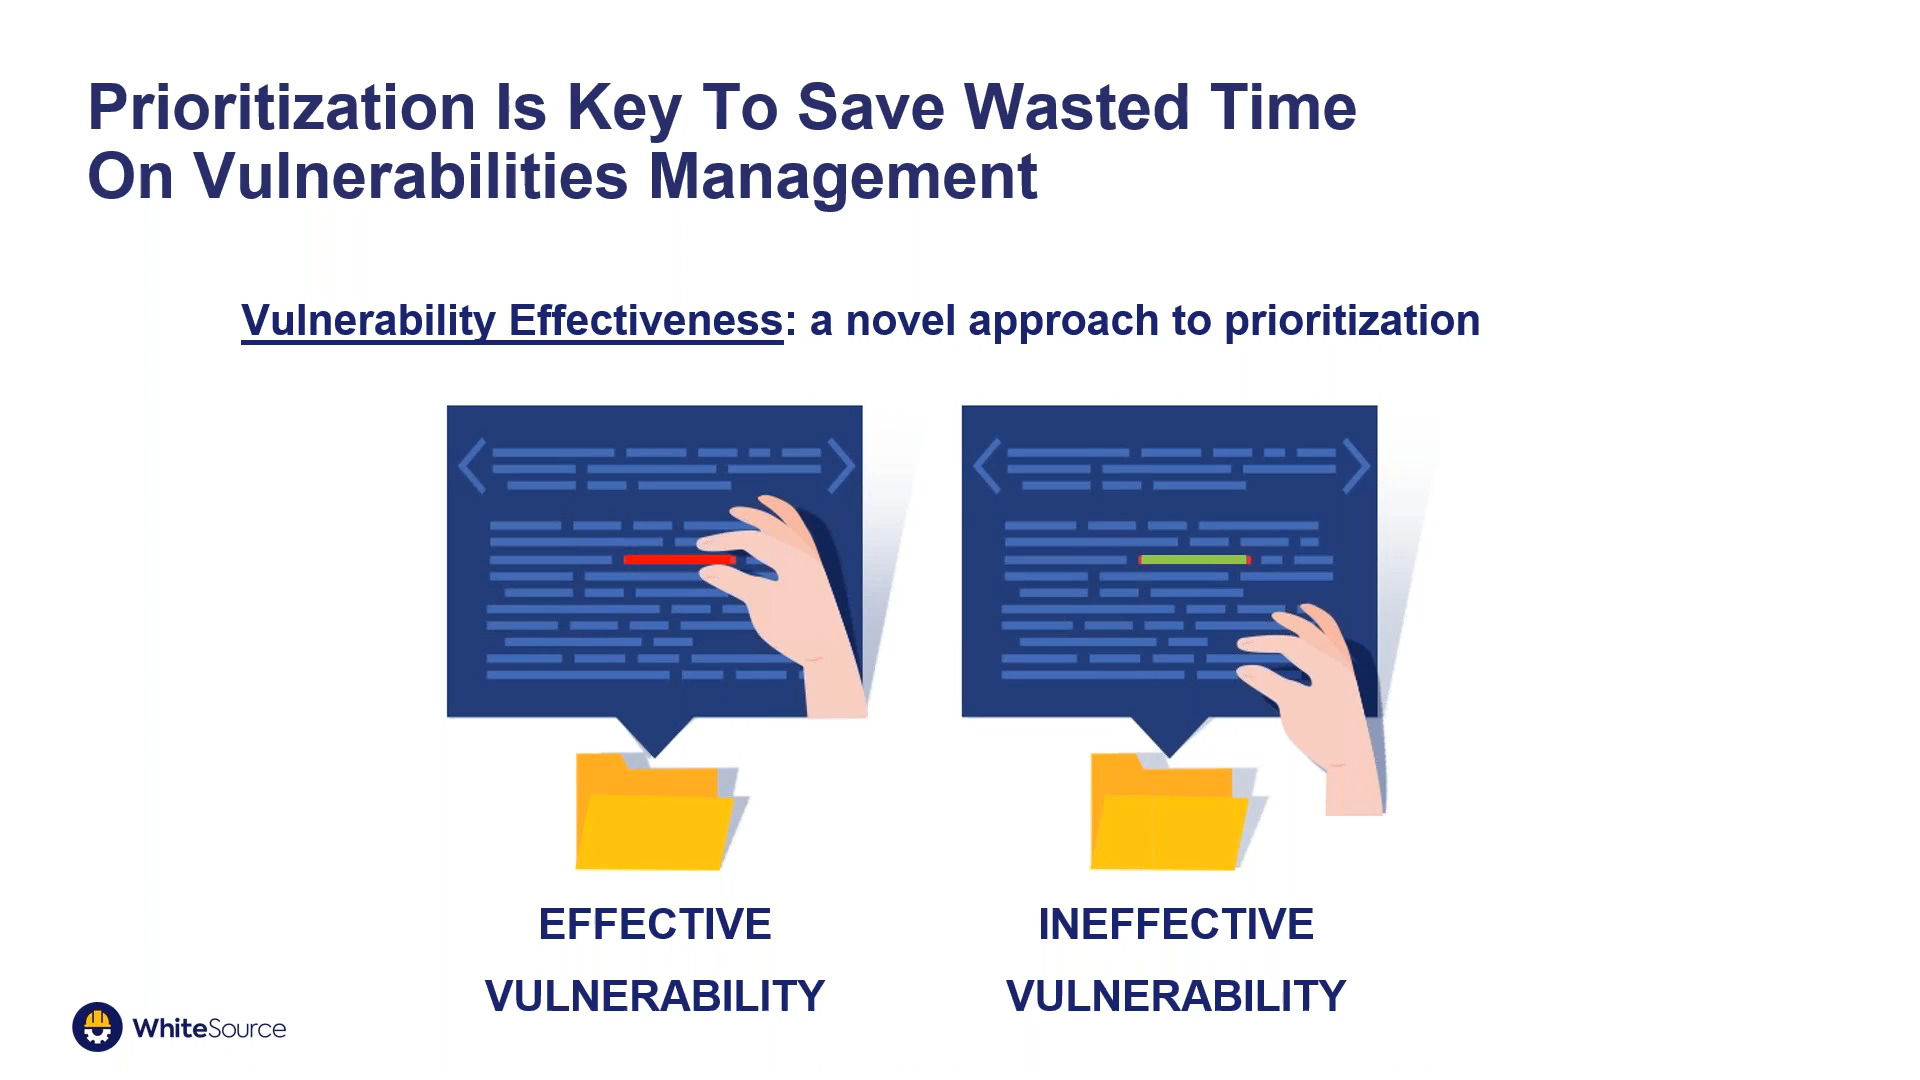 Prioritization Is Key To Save Wasted Time
On Vulnerabilities Management
Vulnerability Effectiveness: a novel approach to prioritization
EFFECTIVE
VULNERABILITY
INEFFECTIVE
VULNERABILITY
WhiteSource